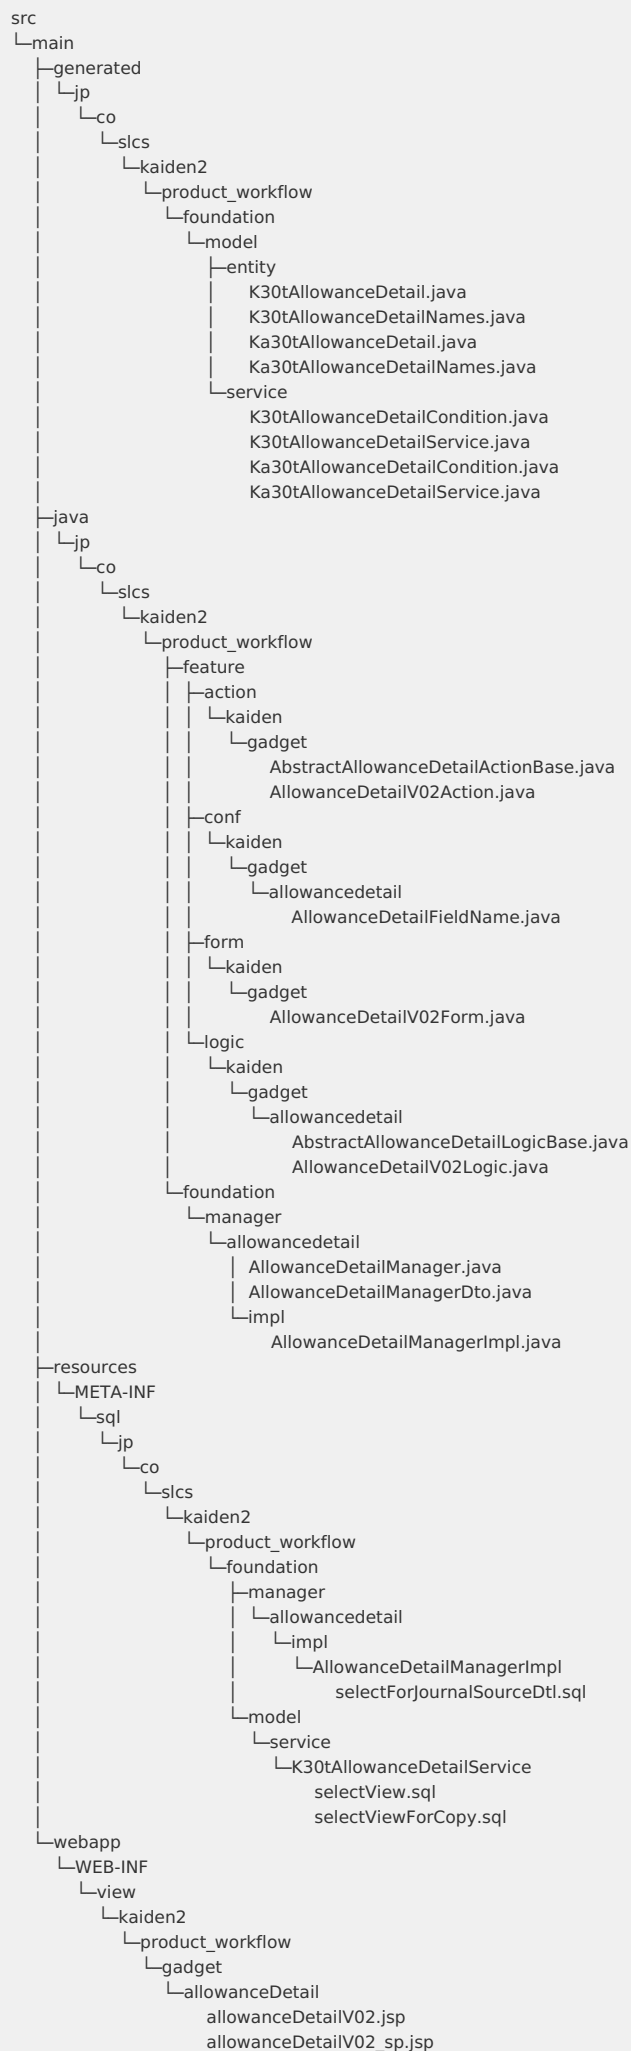 src
└─main
├─generated
│ └─jp
│ └─co
│ └─slcs
│ └─kaiden2
│ └─product_workflow
│ └─foundation
│ └─model
│ ├─entity
│ │ K30tAllowanceDetail.java
│ │ K30tAllowanceDetailNames.java
│ │ Ka30tAllowanceDetail.java
│ │ Ka30tAllowanceDetailNames.java
│ └─service
│ K30tAllowanceDetailCondition.java
│ K30tAllowanceDetailService.java
│ Ka30tAllowanceDetailCondition.java
│ Ka30tAllowanceDetailService.java
├─java
│ └─jp
│ └─co
│ └─slcs
│ └─kaiden2
│ └─product_workflow
│ ├─feature
│ │ ├─action
│ │ │ └─kaiden
│ │ │ └─gadget
│ │ │ AbstractAllowanceDetailActionBase.java
│ │ │ AllowanceDetailV02Action.java
│ │ ├─conf
│ │ │ └─kaiden
│ │ │ └─gadget
│ │ │ └─allowancedetail
│ │ │ AllowanceDetailFieldName.java
│ │ ├─form
│ │ │ └─kaiden
│ │ │ └─gadget
│ │ │ AllowanceDetailV02Form.java
│ │ └─logic
│ │ └─kaiden
│ │ └─gadget
│ │ └─allowancedetail
│ │ AbstractAllowanceDetailLogicBase.java
│ │ AllowanceDetailV02Logic.java
│ └─foundation
│ └─manager
│ └─allowancedetail
│ │ AllowanceDetailManager.java
│ │ AllowanceDetailManagerDto.java
│ └─impl
│ AllowanceDetailManagerImpl.java
├─resources
│ └─META-INF
│ └─sql
│ └─jp
│ └─co
│ └─slcs
│ └─kaiden2
│ └─product_workflow
│ └─foundation
│ ├─manager
│ │ └─allowancedetail
│ │ └─impl
│ │ └─AllowanceDetailManagerImpl
│ │ selectForJournalSourceDtl.sql
│ └─model
│ └─service
│ └─K30tAllowanceDetailService
│ selectView.sql
│ selectViewForCopy.sql
└─webapp
└─WEB-INF
└─view
└─kaiden2
└─product_workflow
└─gadget
└─allowanceDetail
allowanceDetailV02.jsp
allowanceDetailV02_sp.jsp